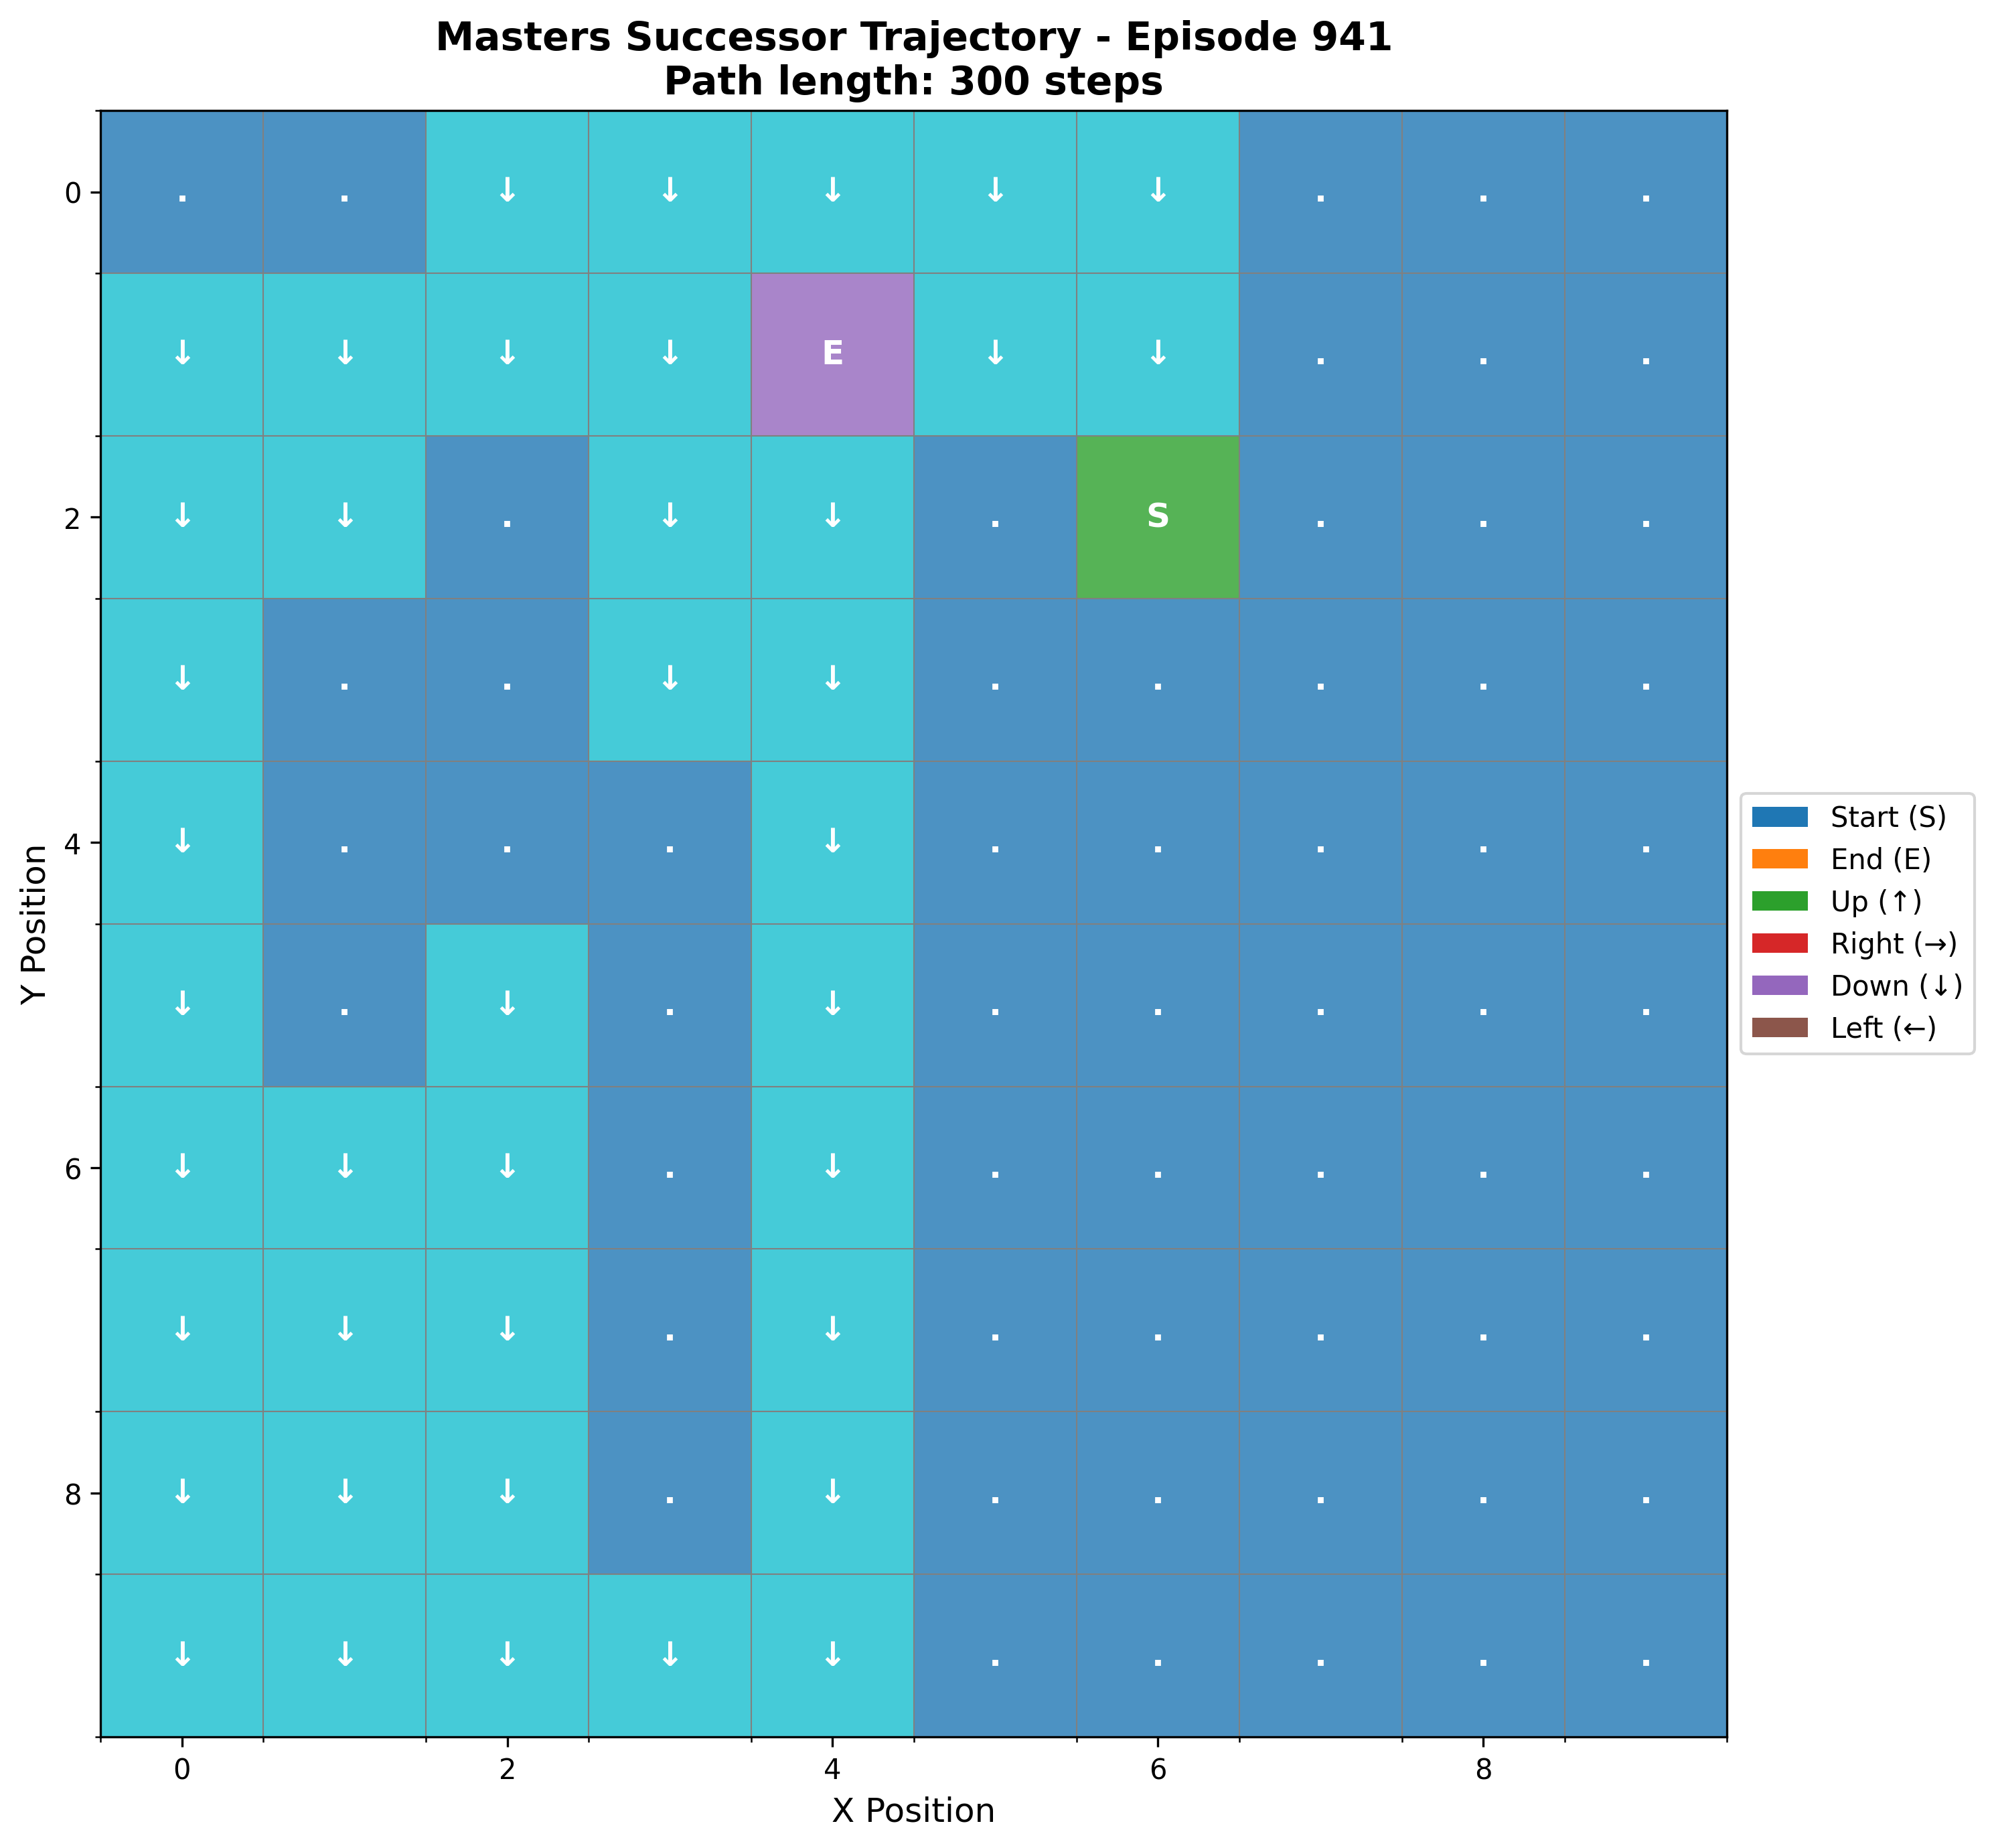 Masters Successor Trajectory - Episode 941
Path length: 300 steps
0 . . ↓ ↓ ↓ ↓ ↓ . . .
↓ ↓ ↓ ↓ E ↓ ↓ . . .
2 ↓ ↓ . ↓ ↓ . S . . .
↓ . . ↓ ↓ . . . . .
4 ↓ . . . ↓ . . . . .
↓ . ↓ . ↓ . . . . .
6 ↓ ↓ ↓ . ↓ . . . . .
↓ ↓ ↓ . ↓ . . . . .
8 ↓ ↓ ↓ . ↓ . . . . .
↓ ↓ ↓ ↓ ↓ . . . . .
0 2 4 6 8
X Position
Y Position
Start (S)
End (E)
Up (↑)
Right (→)
Down (↓)
Left (←)